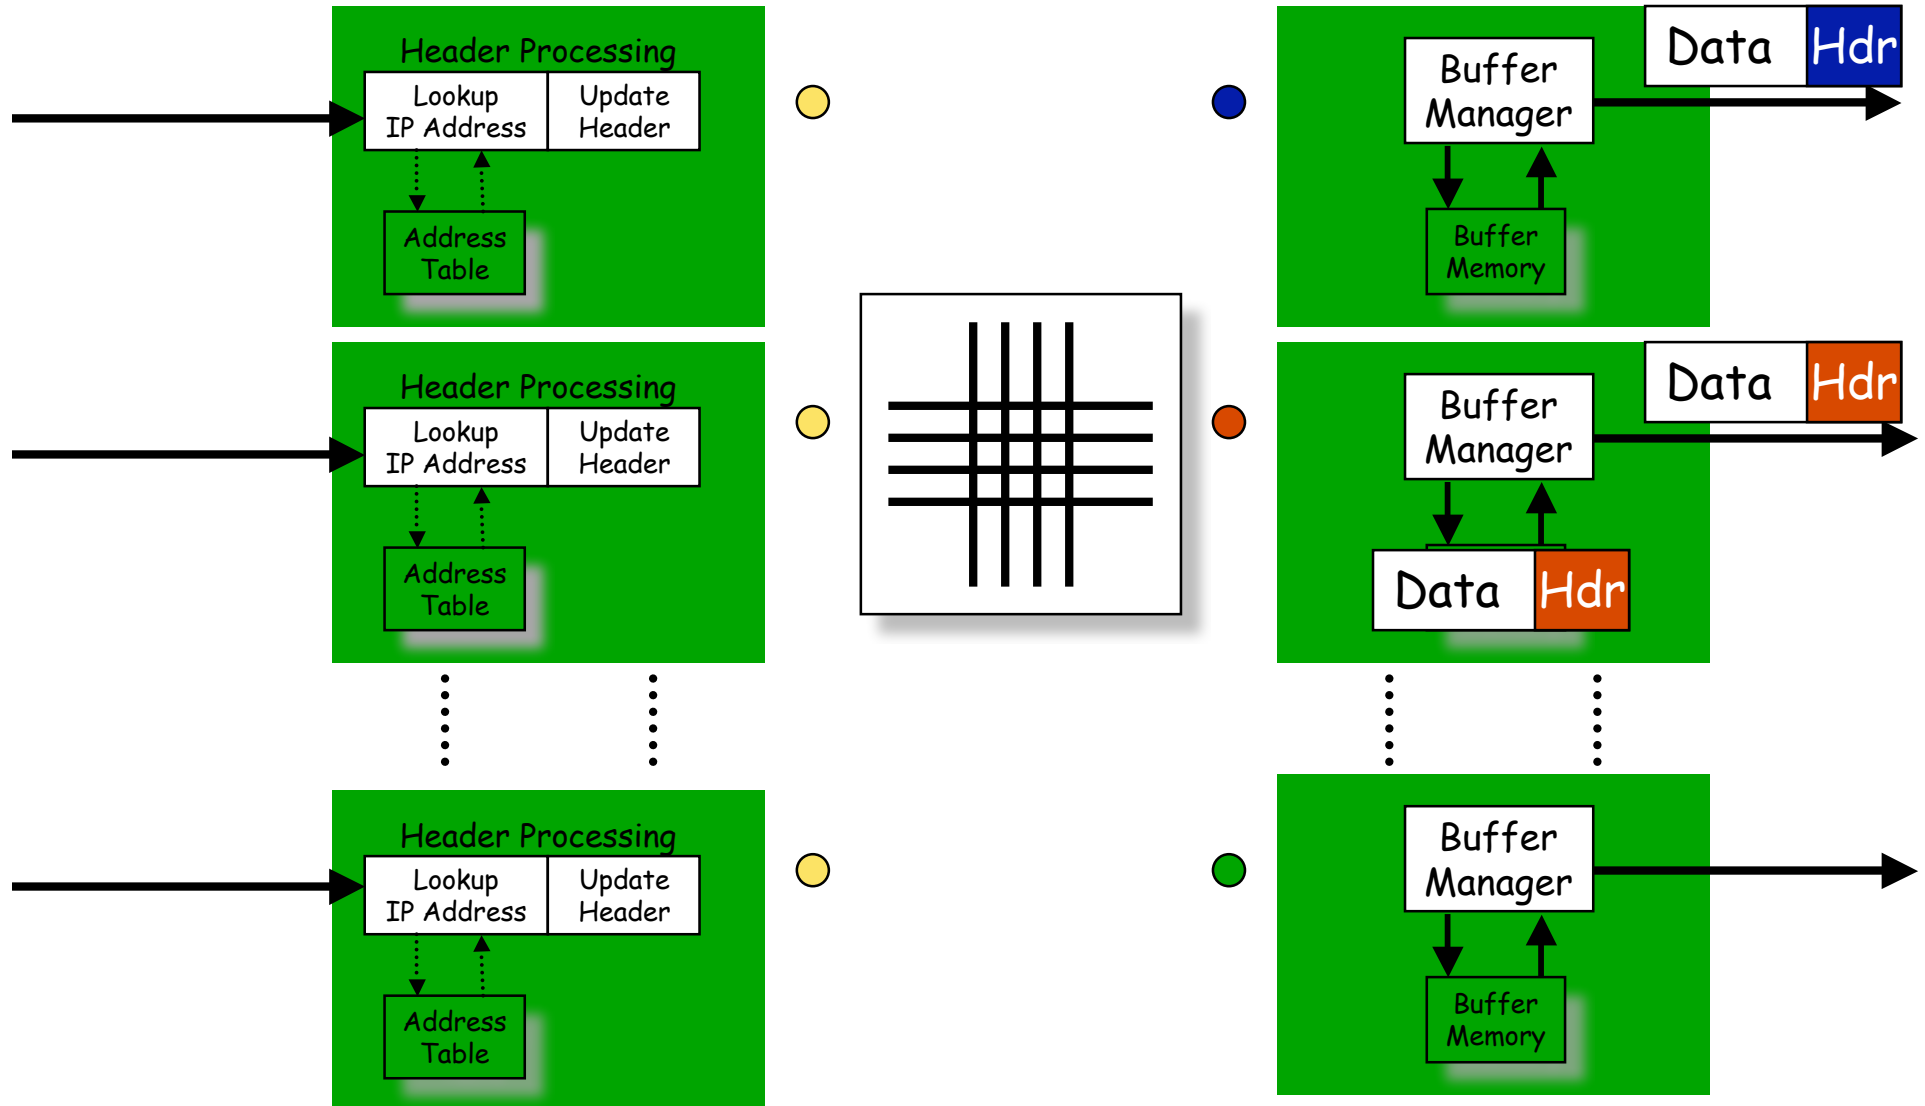 Header Processing
Lookup
IP Address
Update
Header
Address
Table
Buffer
Manager
Buffer
Memory
Data Hdr
Header Processing
Lookup
IP Address
Update
Header
Address
Table
Buffer
Manager
Data Hdr
Data Hdr
Header Processing
Lookup
IP Address
Update
Header
Address
Table
Buffer
Manager
Buffer
Memory